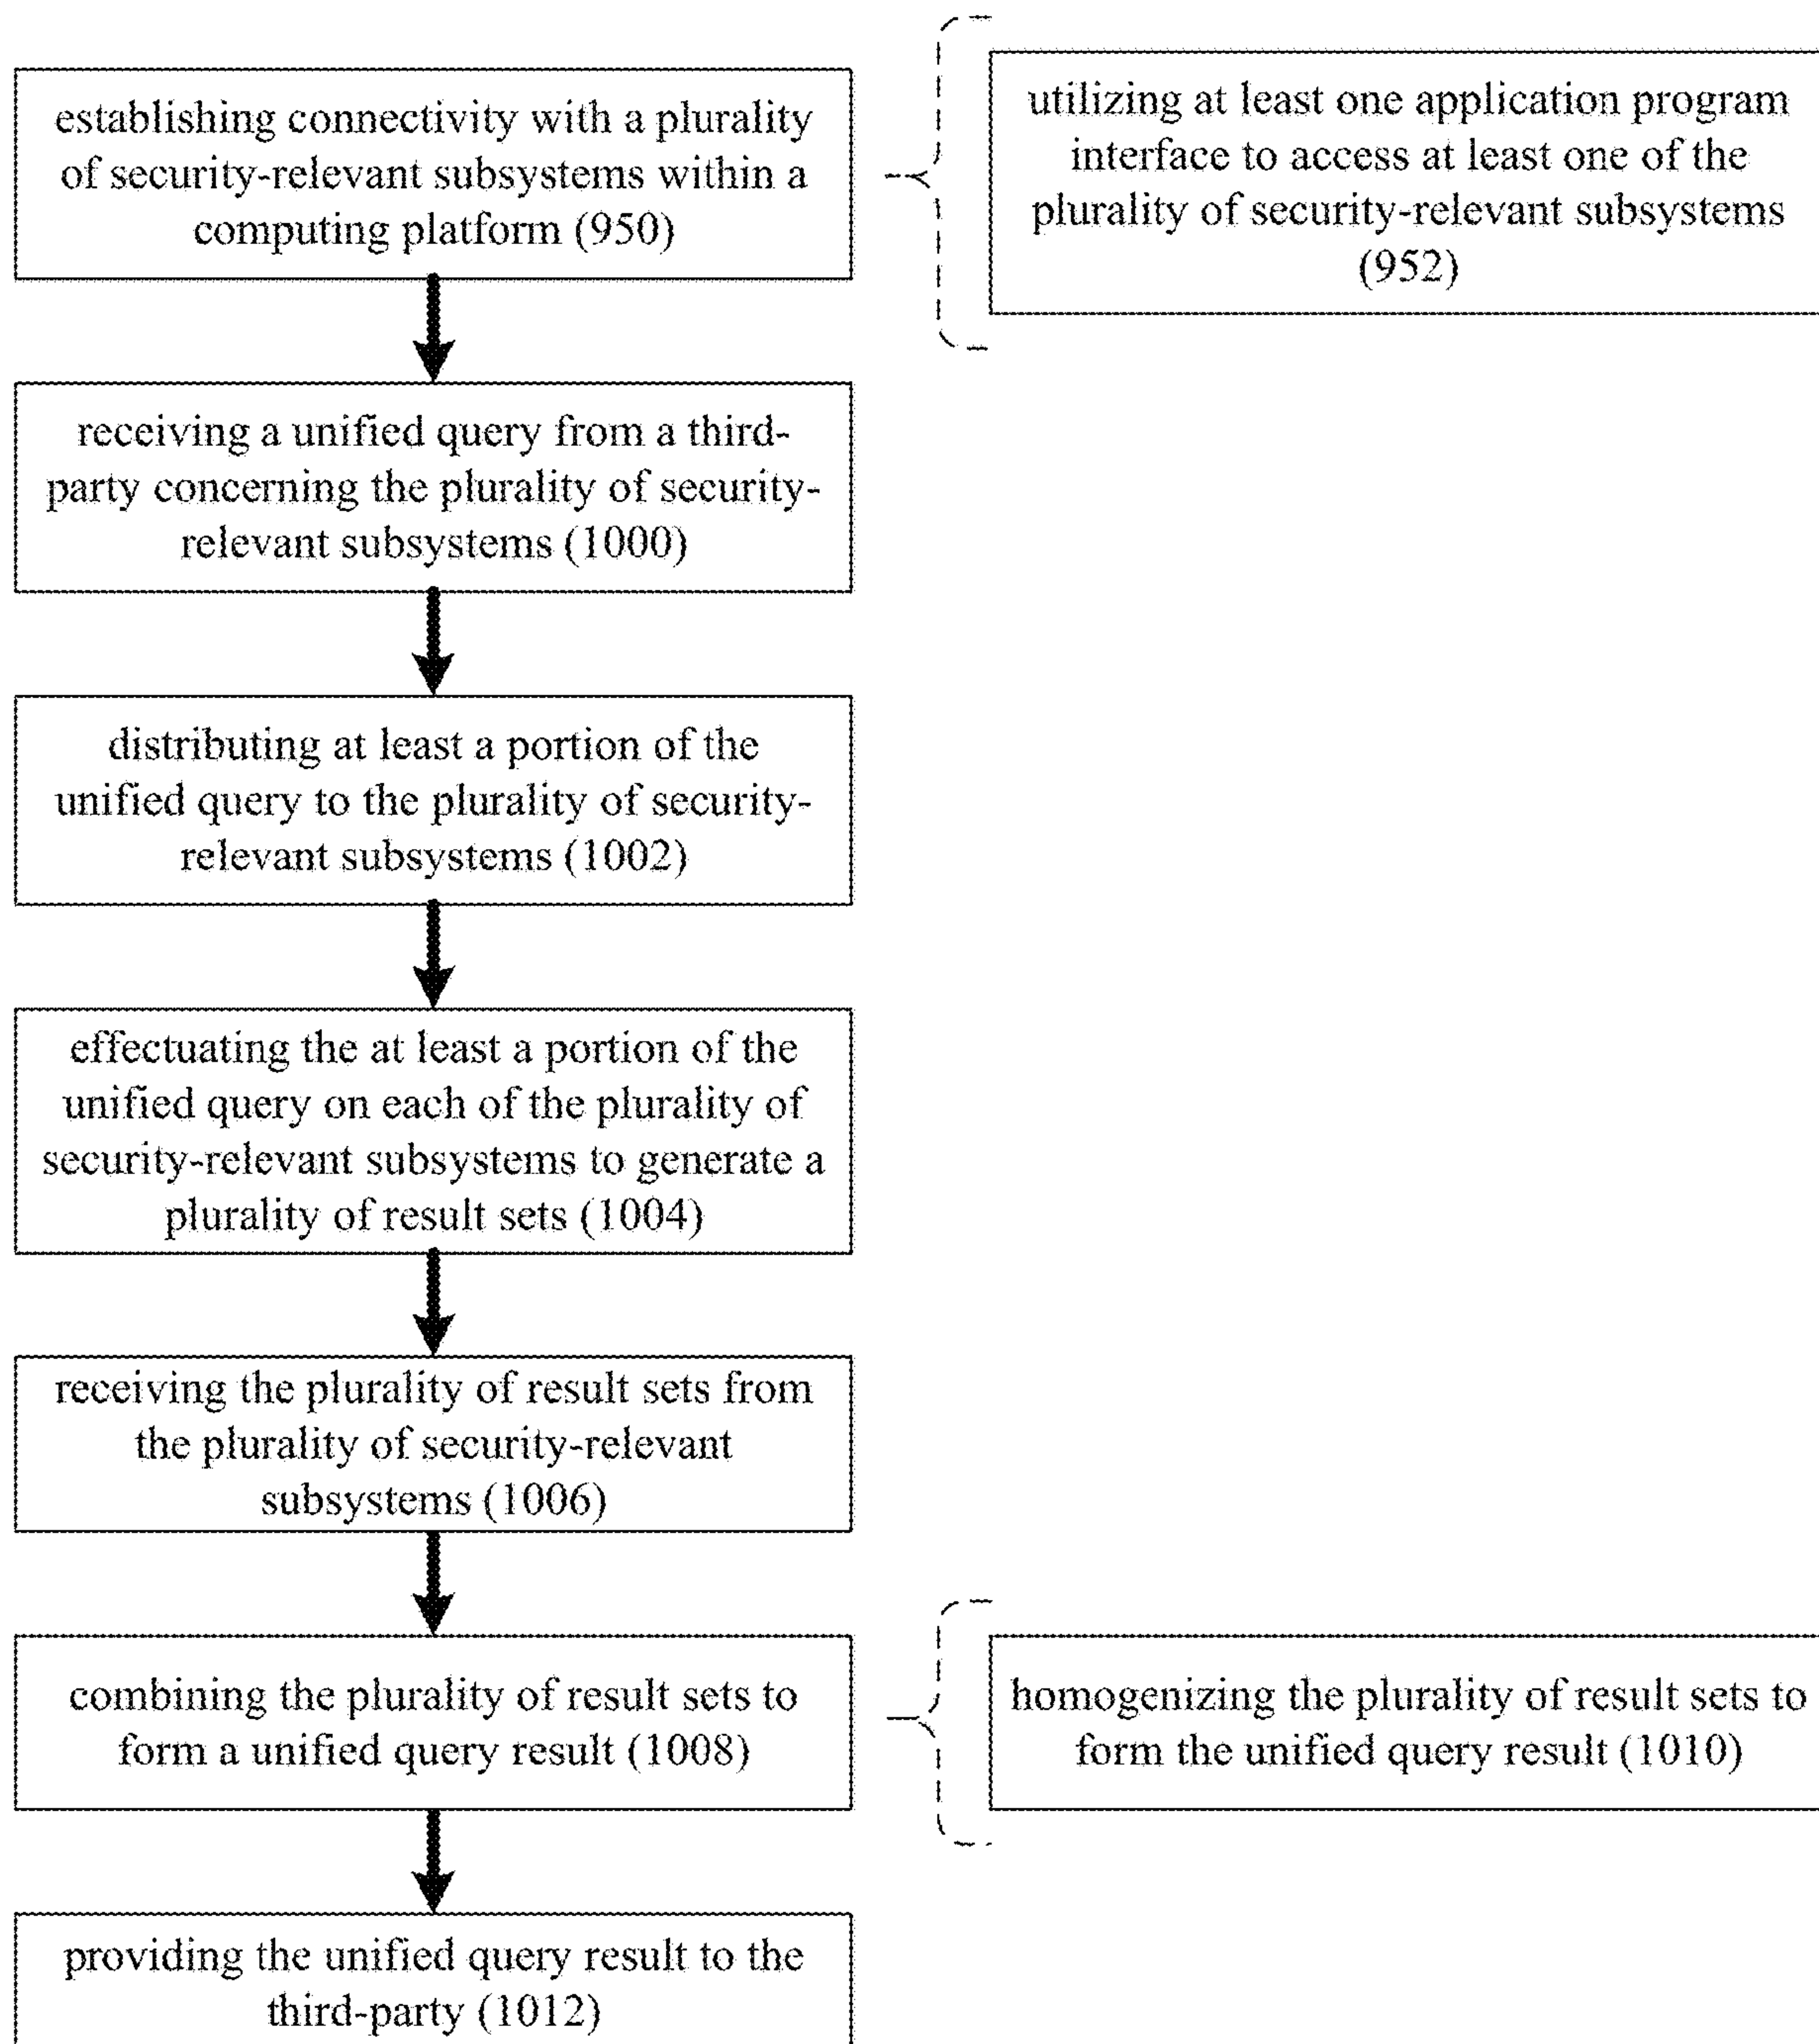 establishing connectivity with a plurality
of security-relevant subsystems within a
computing platform (950)
utilizing at least one application program
interface to access at least one of the
plurality of security-relevant subsystems
(952)
receiving a unified query from a third-
party concerning the plurality of security-
relevant subsystems (1000)
distributing at least a portion of the
unified query to the plurality of security-
relevant subsystems (1002)
effectuating the at least a portion of the
unified query on each of the plurality of
security-relevant subsystems to generate a
plurality of result sets (1004)
receiving the plurality of result sets from
the plurality of security-relevant
subsystems (1006)
combining the plurality of result sets to
form a unified query result (1008)
homogenizing the plurality of result sets to
form the unified query result (1010)
providing the unified query result to the
third-party (1012)